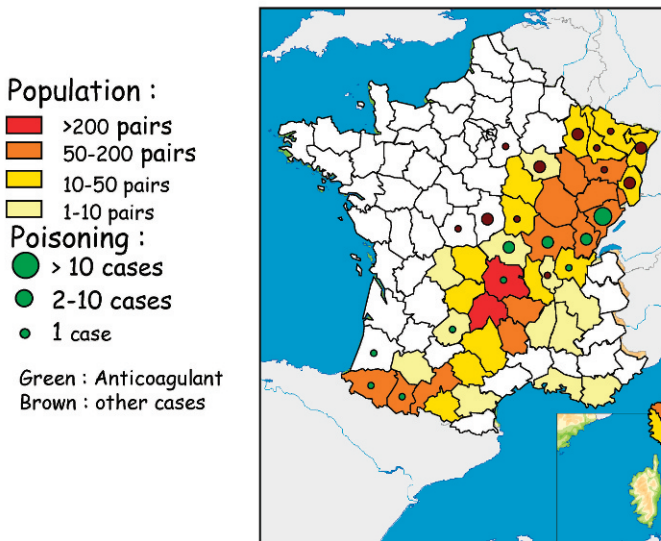 Population :
>200 pairs
50-200 pairs
10-50 pairs
1-10 pairs
Poisoning :
> 10 cases
2-10 cases
1 case
Green : Anticoagulant
Brown : other cases